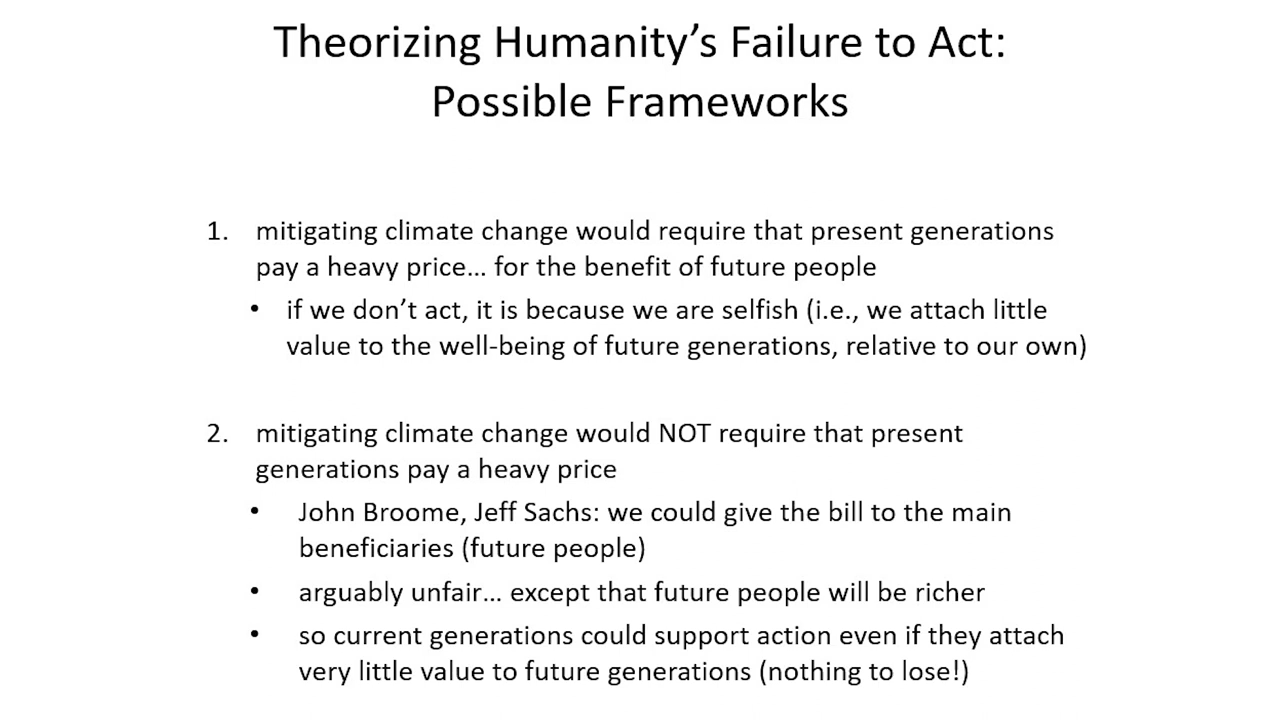 Theorizing Humanity’s Failure to Act:
Possible Frameworks
1. mitigating climate change would require that present generations
pay a heavy price… for the benefit of future people
• if we don’t act, it is because we are selfish (i.e., we attach little
value to the well-being of future generations, relative to our own)
2. mitigating climate change would NOT require that present
generations pay a heavy price
• John Broome, Jeff Sachs: we could give the bill to the main
beneficiaries (future people)
• arguably unfair… except that future people will be richer
• so current generations could support action even if they attach
very little value to future generations (nothing to lose!)